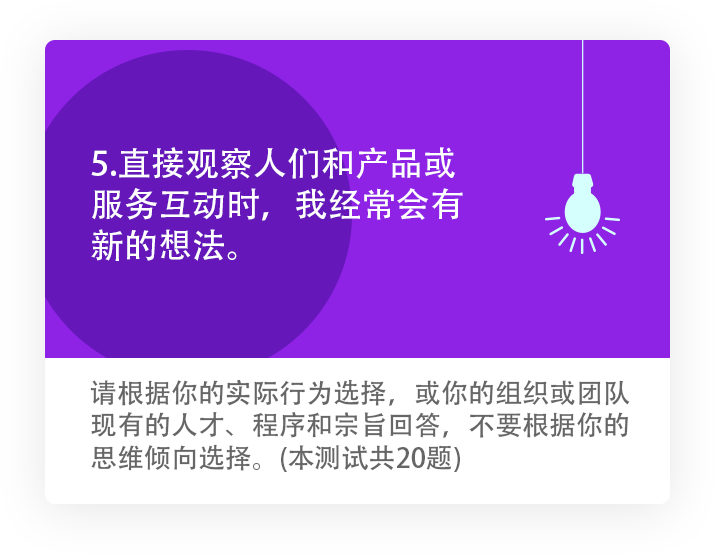 5.直接观察人们和产品或
服务互动时，我经常会有
新的想法。
请根据你的实际行为选择，或你的组织或团队
现有的人才、程序和宗旨回答，不要根据你的
思维倾向选择。(本测试共20题)